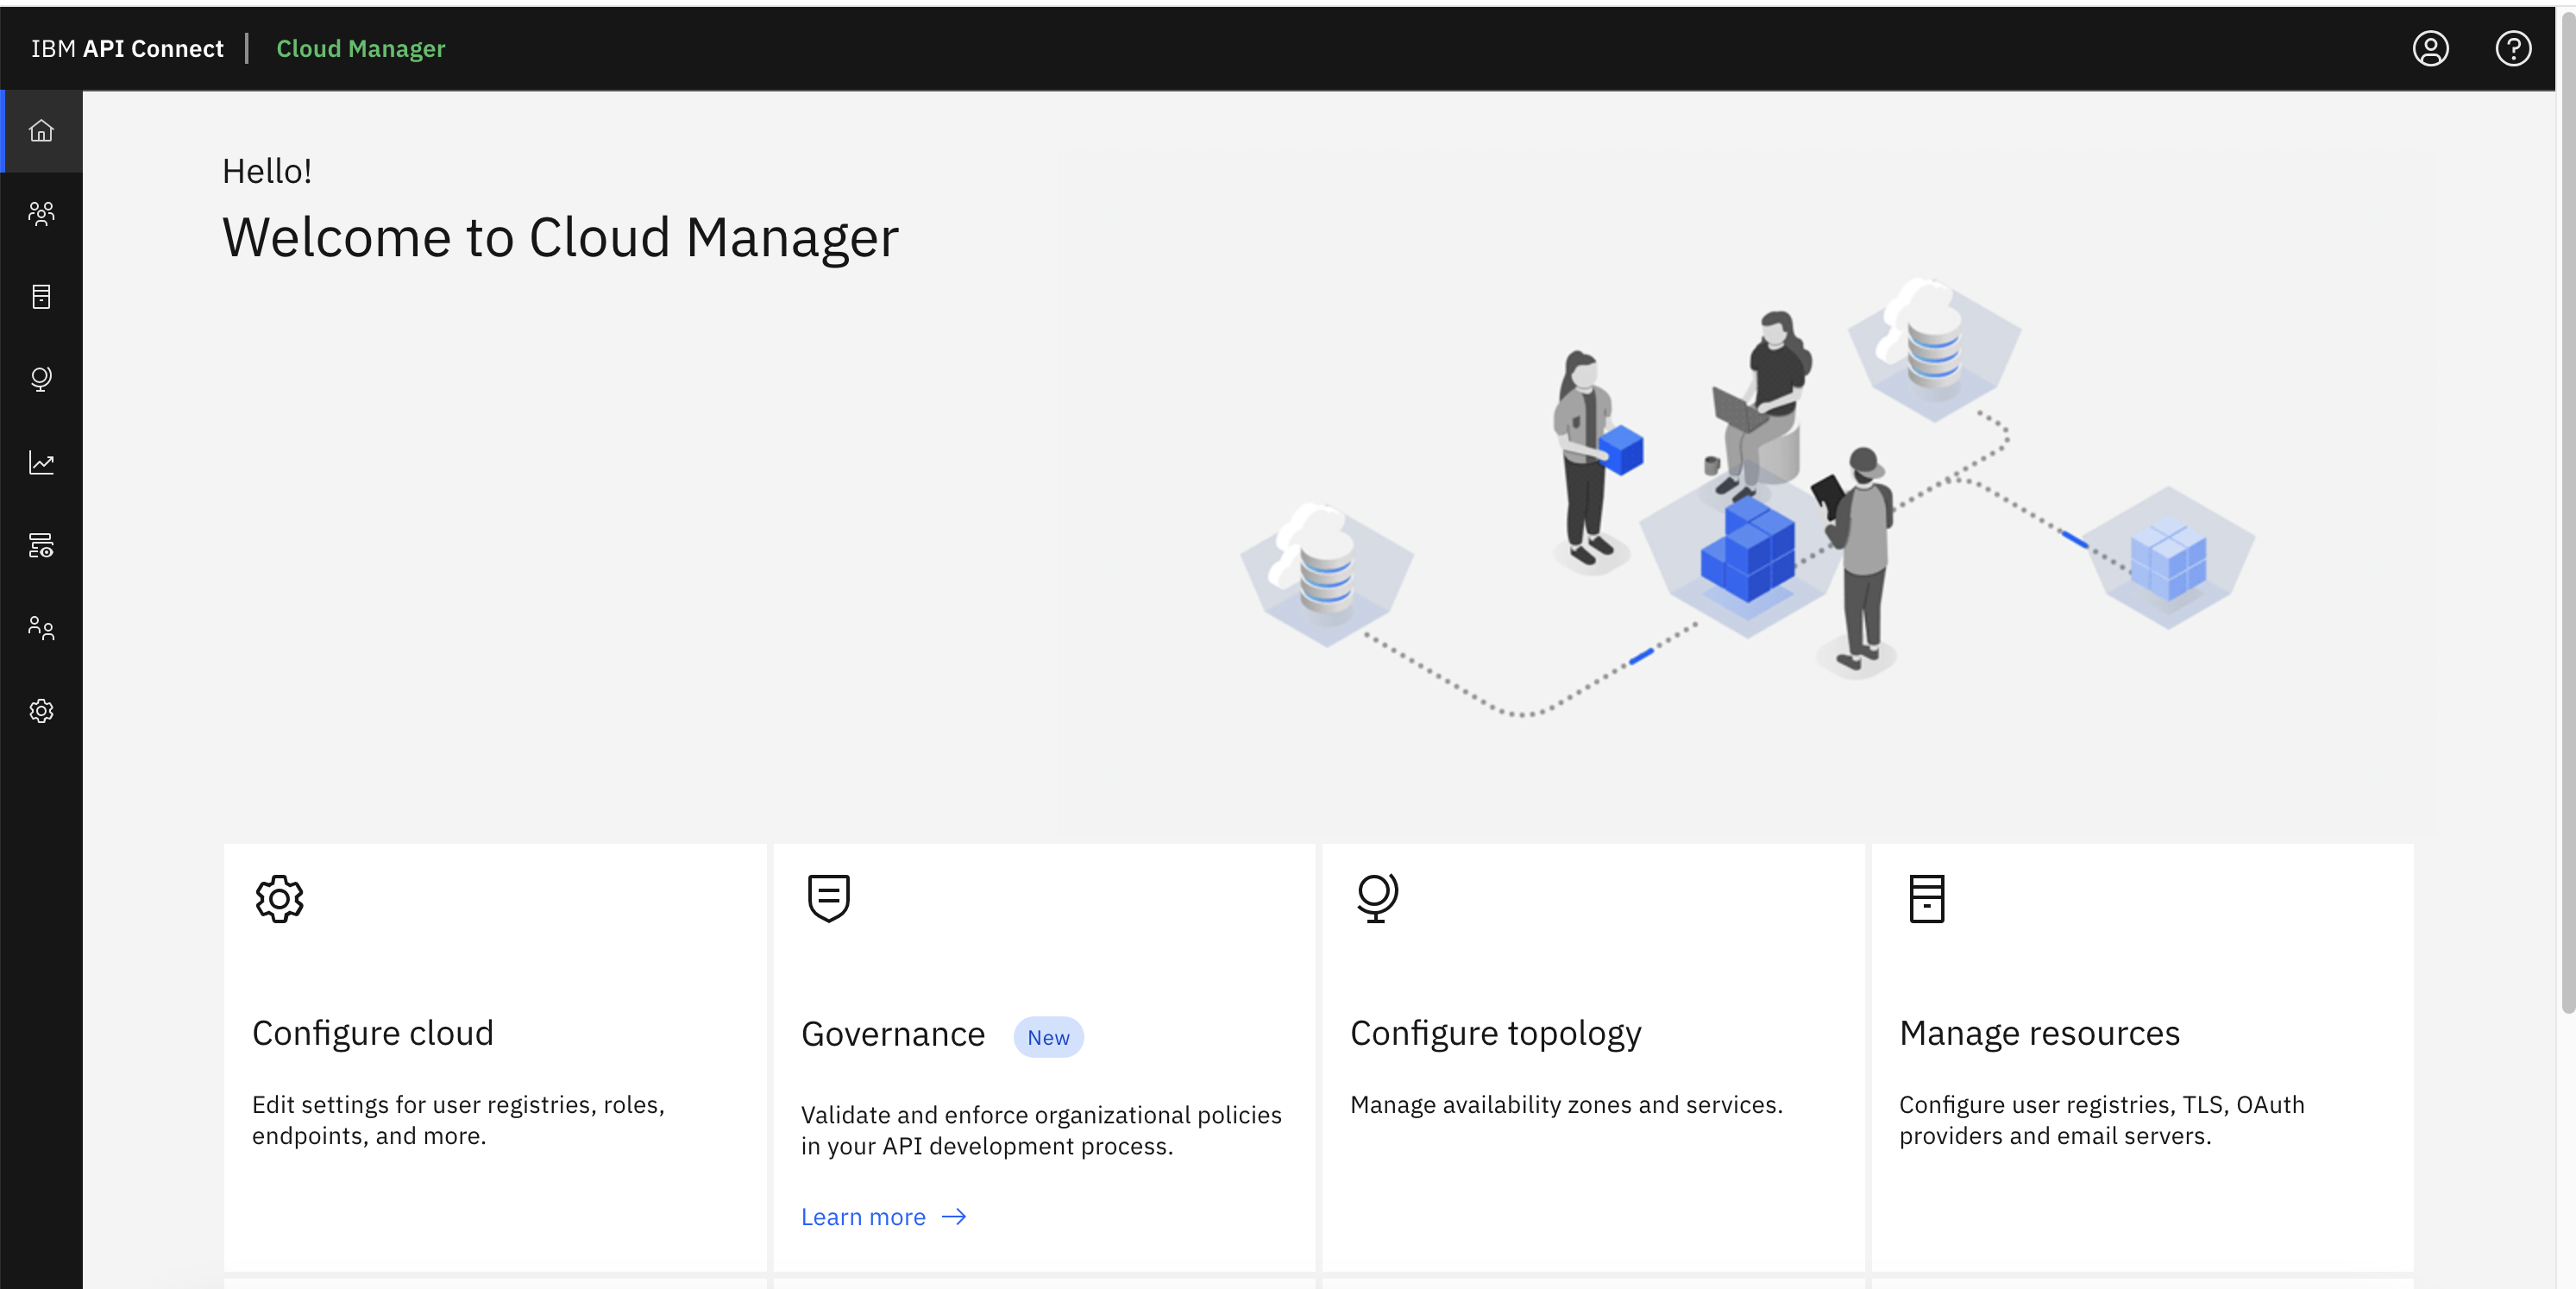 IBM API Connect | Cloud Manager
Hello!
Welcome to Cloud Manager
Configure cloud
Edit settings for user registries, roles,
endpoints, and more.
Governance New
Validate and enforce organizational policies
in your API development process.
Learn more →
Configure topology
Manage availability zones and services.
Manage resources
Configure user registries, TLS, OAuth
providers and email servers.